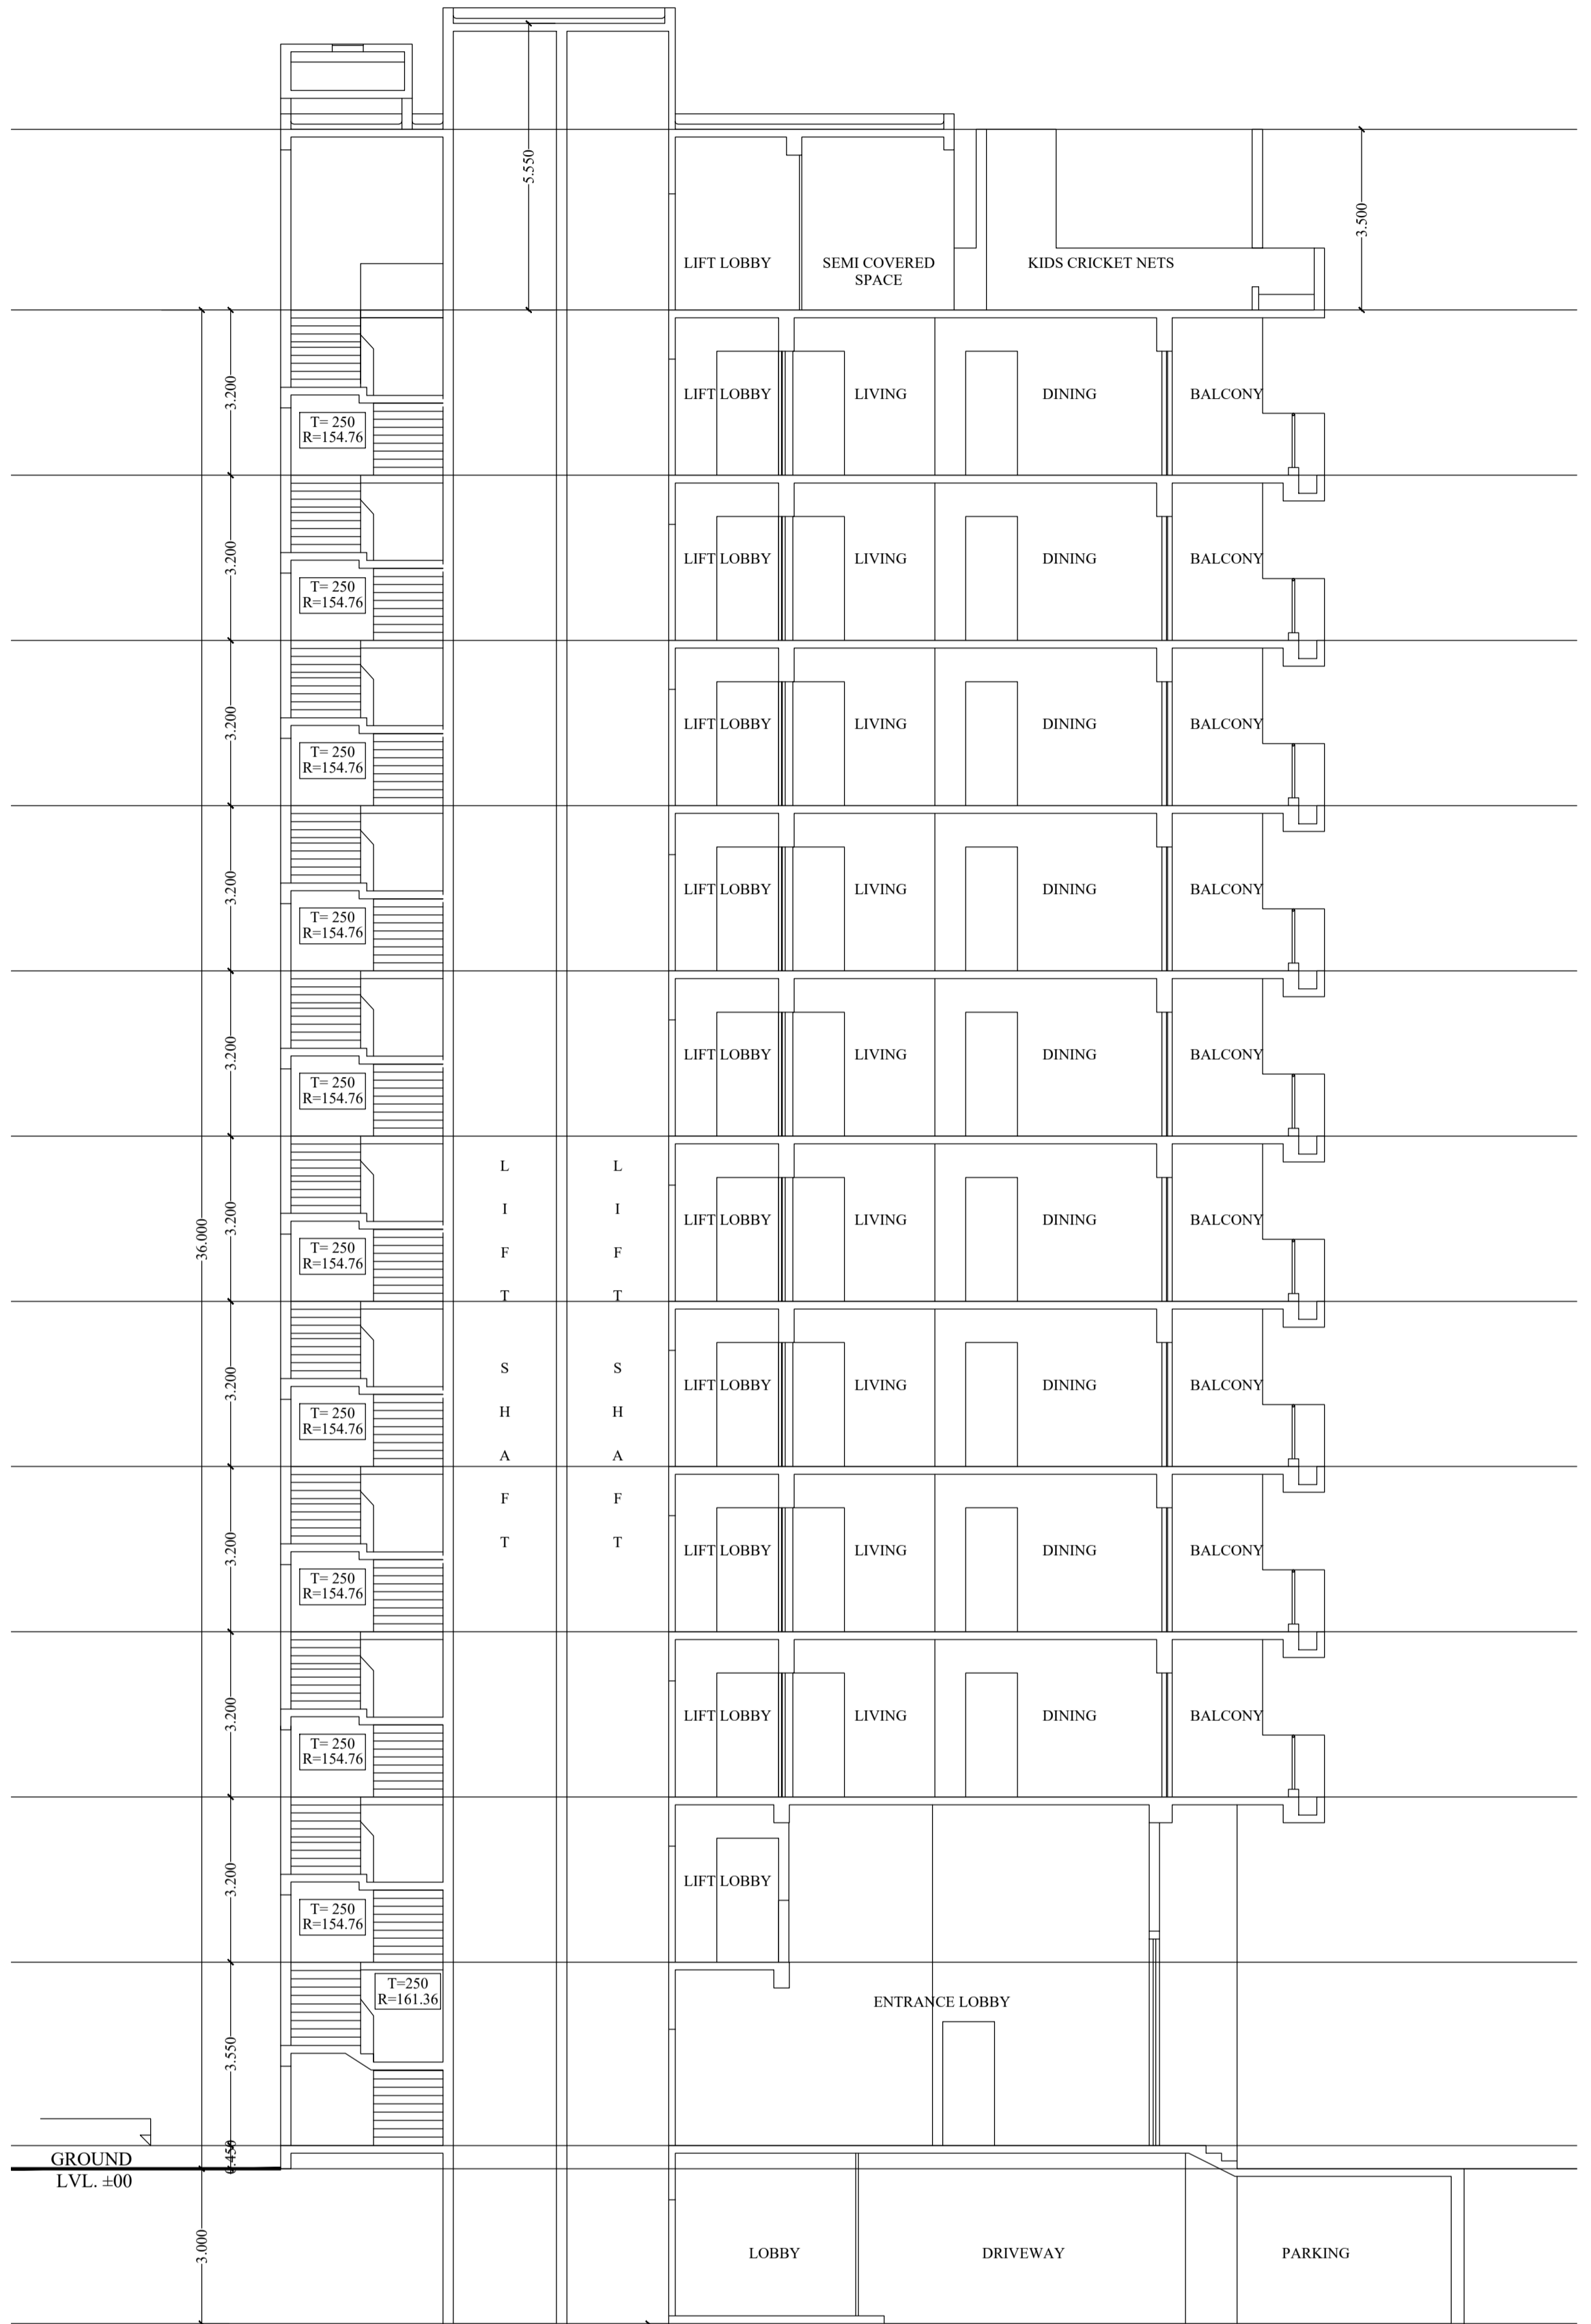 5.550
3.500
LIFT LOBBY
SEMI COVERED
SPACE
KIDS CRICKET NETS
3.200
LIFT LOBBY
LIVING
DINING
BALCONY
T= 250
R=154.76
3.200
LIFT LOBBY
LIVING
DINING
BALCONY
T= 250
R=154.76
3.200
LIFT LOBBY
LIVING
DINING
BALCONY
T= 250
R=154.76
3.200
LIFT LOBBY
LIVING
DINING
BALCONY
T= 250
R=154.76
3.200
LIFT LOBBY
LIVING
DINING
BALCONY
T= 250
R=154.76
36.000
3.200
LIFT SHAFT
LIFT SHAFT
LIFT LOBBY
LIVING
DINING
BALCONY
T= 250
R=154.76
3.200
LIFT LOBBY
LIVING
DINING
BALCONY
T= 250
R=154.76
3.200
LIFT LOBBY
LIVING
DINING
BALCONY
T= 250
R=154.76
3.200
LIFT LOBBY
LIVING
DINING
BALCONY
T= 250
R=154.76
3.200
LIFT LOBBY
T= 250
R=154.76
T=250
R=161.36
ENTRANCE LOBBY
3.550
GROUND
LVL. ±00
0.450
3.000
LOBBY
DRIVEWAY
PARKING